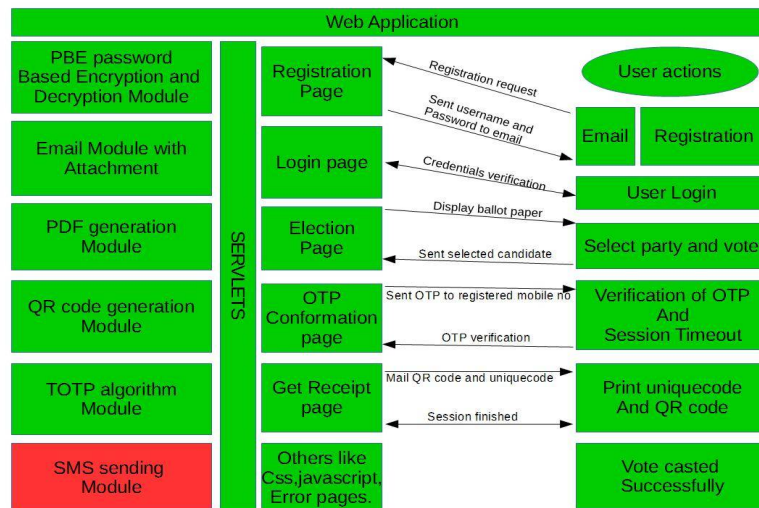 Web Application
PBE password
Based Encryption and
Decryption Module
Email Module with
Attachment
PDF generation
Module
QR code generation
Module
TOTP algorithm
Module
SMS sending
Module
SERVLETS
Registration
Page
Login page
Election
Page
OTP
Conformation
page
Get Receipt
page
Others like
Css,javascript,
Error pages.
Registration request
Sent username and
Password to email
Credentials verification
Display ballot paper
Sent selected candidate
Sent OTP to registered mobile no
OTP verification
Mail QR code and uniquecode
Session finished
User actions
Email
Registration
User Login
Select party and vote
Verification of OTP
And
Session Timeout
Print uniquecode
And QR code
Vote casted
Successfully